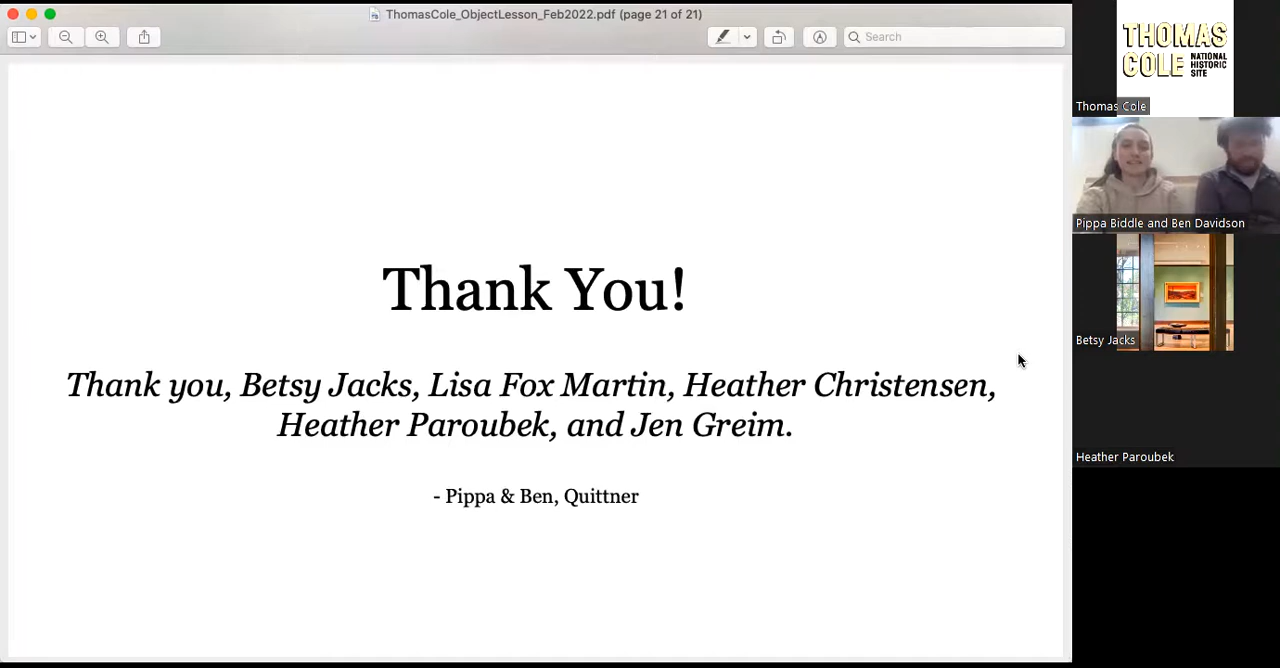 ThomasCole_ObjectLesson_Feb2022.pdf (page 21 of 21)
Search
Thank You!
Thank you, Betsy Jacks, Lisa Fox Martin, Heather Christensen,
Heather Paroubek, and Jen Greim.
- Pippa & Ben, Quittner
THOMAS
COLE NATIONAL
HISTORIC
SITE
Thomas Cole
Pippa Biddle and Ben Davidson
Betsy Jacks
Heather Paroubek